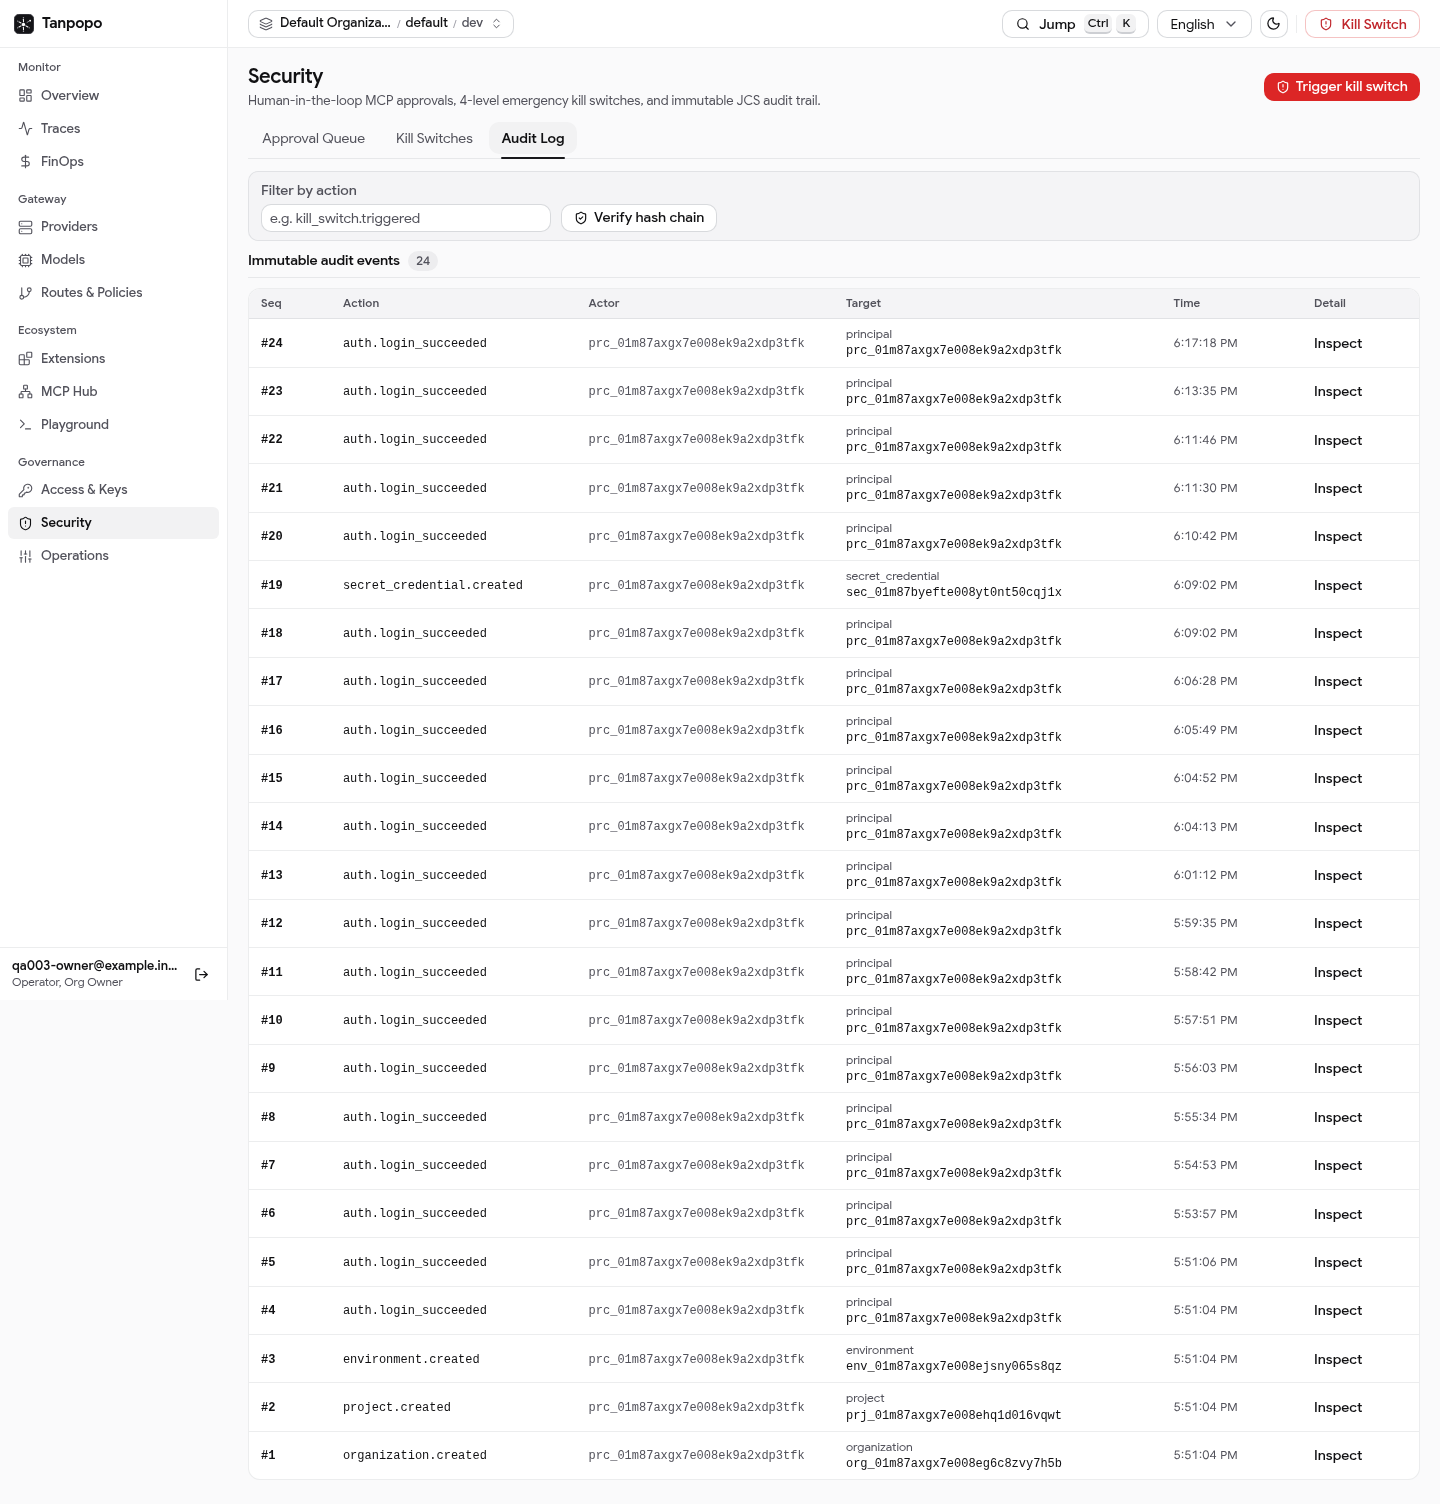 Tanpopo
Default Organiza... / default / dev
Jump Ctrl K
English
Kill Switch
Monitor
Overview
Traces
FinOps
Gateway
Providers
Models
Routes & Policies
Ecosystem
Extensions
MCP Hub
Playground
Governance
Access & Keys
Security
Operations
qa003-owner@example.in...
Operator, Org Owner
Security
Human-in-the-loop MCP approvals, 4-level emergency kill switches, and immutable JCS audit trail.
Trigger kill switch
Approval Queue Kill Switches Audit Log
Filter by action
e.g. kill_switch.triggered
Verify hash chain
Immutable audit events 24
Seq Action Actor Target Time Detail
#24 auth.login_succeeded prc_01m87axgx7e008ek9a2xdp3tfk principal prc_01m87axgx7e008ek9a2xdp3tfk 6:17:18 PM Inspect
#23 auth.login_succeeded prc_01m87axgx7e008ek9a2xdp3tfk principal prc_01m87axgx7e008ek9a2xdp3tfk 6:13:35 PM Inspect
#22 auth.login_succeeded prc_01m87axgx7e008ek9a2xdp3tfk principal prc_01m87axgx7e008ek9a2xdp3tfk 6:11:46 PM Inspect
#21 auth.login_succeeded prc_01m87axgx7e008ek9a2xdp3tfk principal prc_01m87axgx7e008ek9a2xdp3tfk 6:11:30 PM Inspect
#20 auth.login_succeeded prc_01m87axgx7e008ek9a2xdp3tfk principal prc_01m87axgx7e008ek9a2xdp3tfk 6:10:42 PM Inspect
#19 secret_credential.created prc_01m87axgx7e008ek9a2xdp3tfk secret_credential sec_01m87byefte008yt0nt50cqj1x 6:09:02 PM Inspect
#18 auth.login_succeeded prc_01m87axgx7e008ek9a2xdp3tfk principal prc_01m87axgx7e008ek9a2xdp3tfk 6:09:02 PM Inspect
#17 auth.login_succeeded prc_01m87axgx7e008ek9a2xdp3tfk principal prc_01m87axgx7e008ek9a2xdp3tfk 6:06:28 PM Inspect
#16 auth.login_succeeded prc_01m87axgx7e008ek9a2xdp3tfk principal prc_01m87axgx7e008ek9a2xdp3tfk 6:05:49 PM Inspect
#15 auth.login_succeeded prc_01m87axgx7e008ek9a2xdp3tfk principal prc_01m87axgx7e008ek9a2xdp3tfk 6:04:52 PM Inspect
#14 auth.login_succeeded prc_01m87axgx7e008ek9a2xdp3tfk principal prc_01m87axgx7e008ek9a2xdp3tfk 6:04:13 PM Inspect
#13 auth.login_succeeded prc_01m87axgx7e008ek9a2xdp3tfk principal prc_01m87axgx7e008ek9a2xdp3tfk 6:01:12 PM Inspect
#12 auth.login_succeeded prc_01m87axgx7e008ek9a2xdp3tfk principal prc_01m87axgx7e008ek9a2xdp3tfk 5:59:35 PM Inspect
#11 auth.login_succeeded prc_01m87axgx7e008ek9a2xdp3tfk principal prc_01m87axgx7e008ek9a2xdp3tfk 5:58:42 PM Inspect
#10 auth.login_succeeded prc_01m87axgx7e008ek9a2xdp3tfk principal prc_01m87axgx7e008ek9a2xdp3tfk 5:57:51 PM Inspect
#9 auth.login_succeeded prc_01m87axgx7e008ek9a2xdp3tfk principal prc_01m87axgx7e008ek9a2xdp3tfk 5:56:03 PM Inspect
#8 auth.login_succeeded prc_01m87axgx7e008ek9a2xdp3tfk principal prc_01m87axgx7e008ek9a2xdp3tfk 5:55:34 PM Inspect
#7 auth.login_succeeded prc_01m87axgx7e008ek9a2xdp3tfk principal prc_01m87axgx7e008ek9a2xdp3tfk 5:54:53 PM Inspect
#6 auth.login_succeeded prc_01m87axgx7e008ek9a2xdp3tfk principal prc_01m87axgx7e008ek9a2xdp3tfk 5:53:57 PM Inspect
#5 auth.login_succeeded prc_01m87axgx7e008ek9a2xdp3tfk principal prc_01m87axgx7e008ek9a2xdp3tfk 5:51:06 PM Inspect
#4 auth.login_succeeded prc_01m87axgx7e008ek9a2xdp3tfk principal prc_01m87axgx7e008ek9a2xdp3tfk 5:51:04 PM Inspect
#3 environment.created prc_01m87axgx7e008ek9a2xdp3tfk environment env_01m87axgx7e008ejsny065s8qz 5:51:04 PM Inspect
#2 project.created prc_01m87axgx7e008ek9a2xdp3tfk project prj_01m87axgx7e008ehq1d016vqwt 5:51:04 PM Inspect
#1 organization.created prc_01m87axgx7e008ek9a2xdp3tfk organization org_01m87axgx7e008eg6c8zvy7h5b 5:51:04 PM Inspect